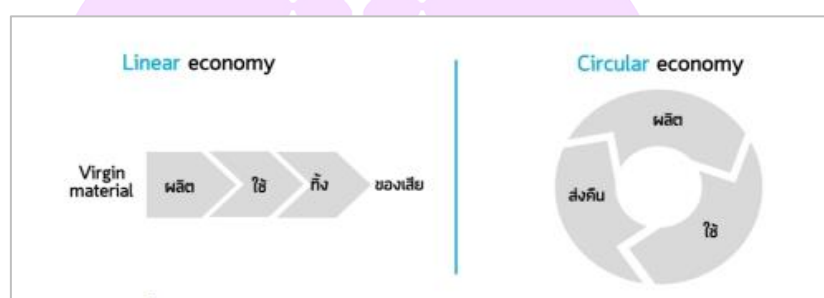 Linear economy
Virgin
material
ผลิต
ใช้
ทิ้ง
ของเสีย
Circular economy
ผลิต
ใช้
ส่งคืน